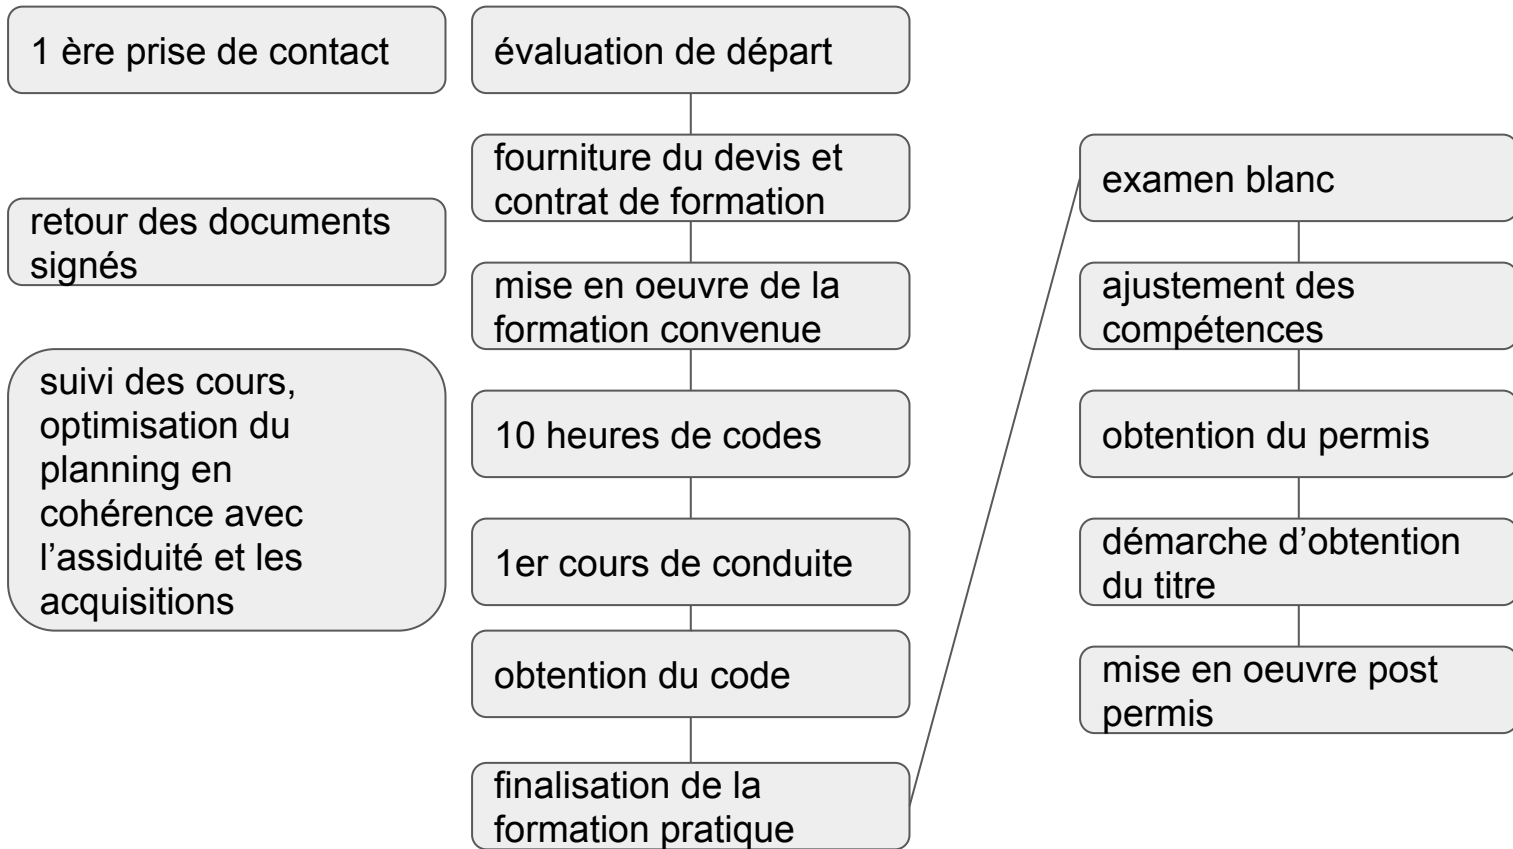 1 ère prise de contact
retour des documents
signés
suivi des cours,
optimisation du
planning en
cohérence avec
l’assiduité et les
acquisitions
évaluation de départ
fourniture du devis et
contrat de formation
mise en oeuvre de la
formation convenue
10 heures de codes
1er cours de conduite
obtention du code
finalisation de la
formation pratique
examen blanc
ajustement des
compétences
obtention du permis
démarche d’obtention
du titre
mise en oeuvre post
permis